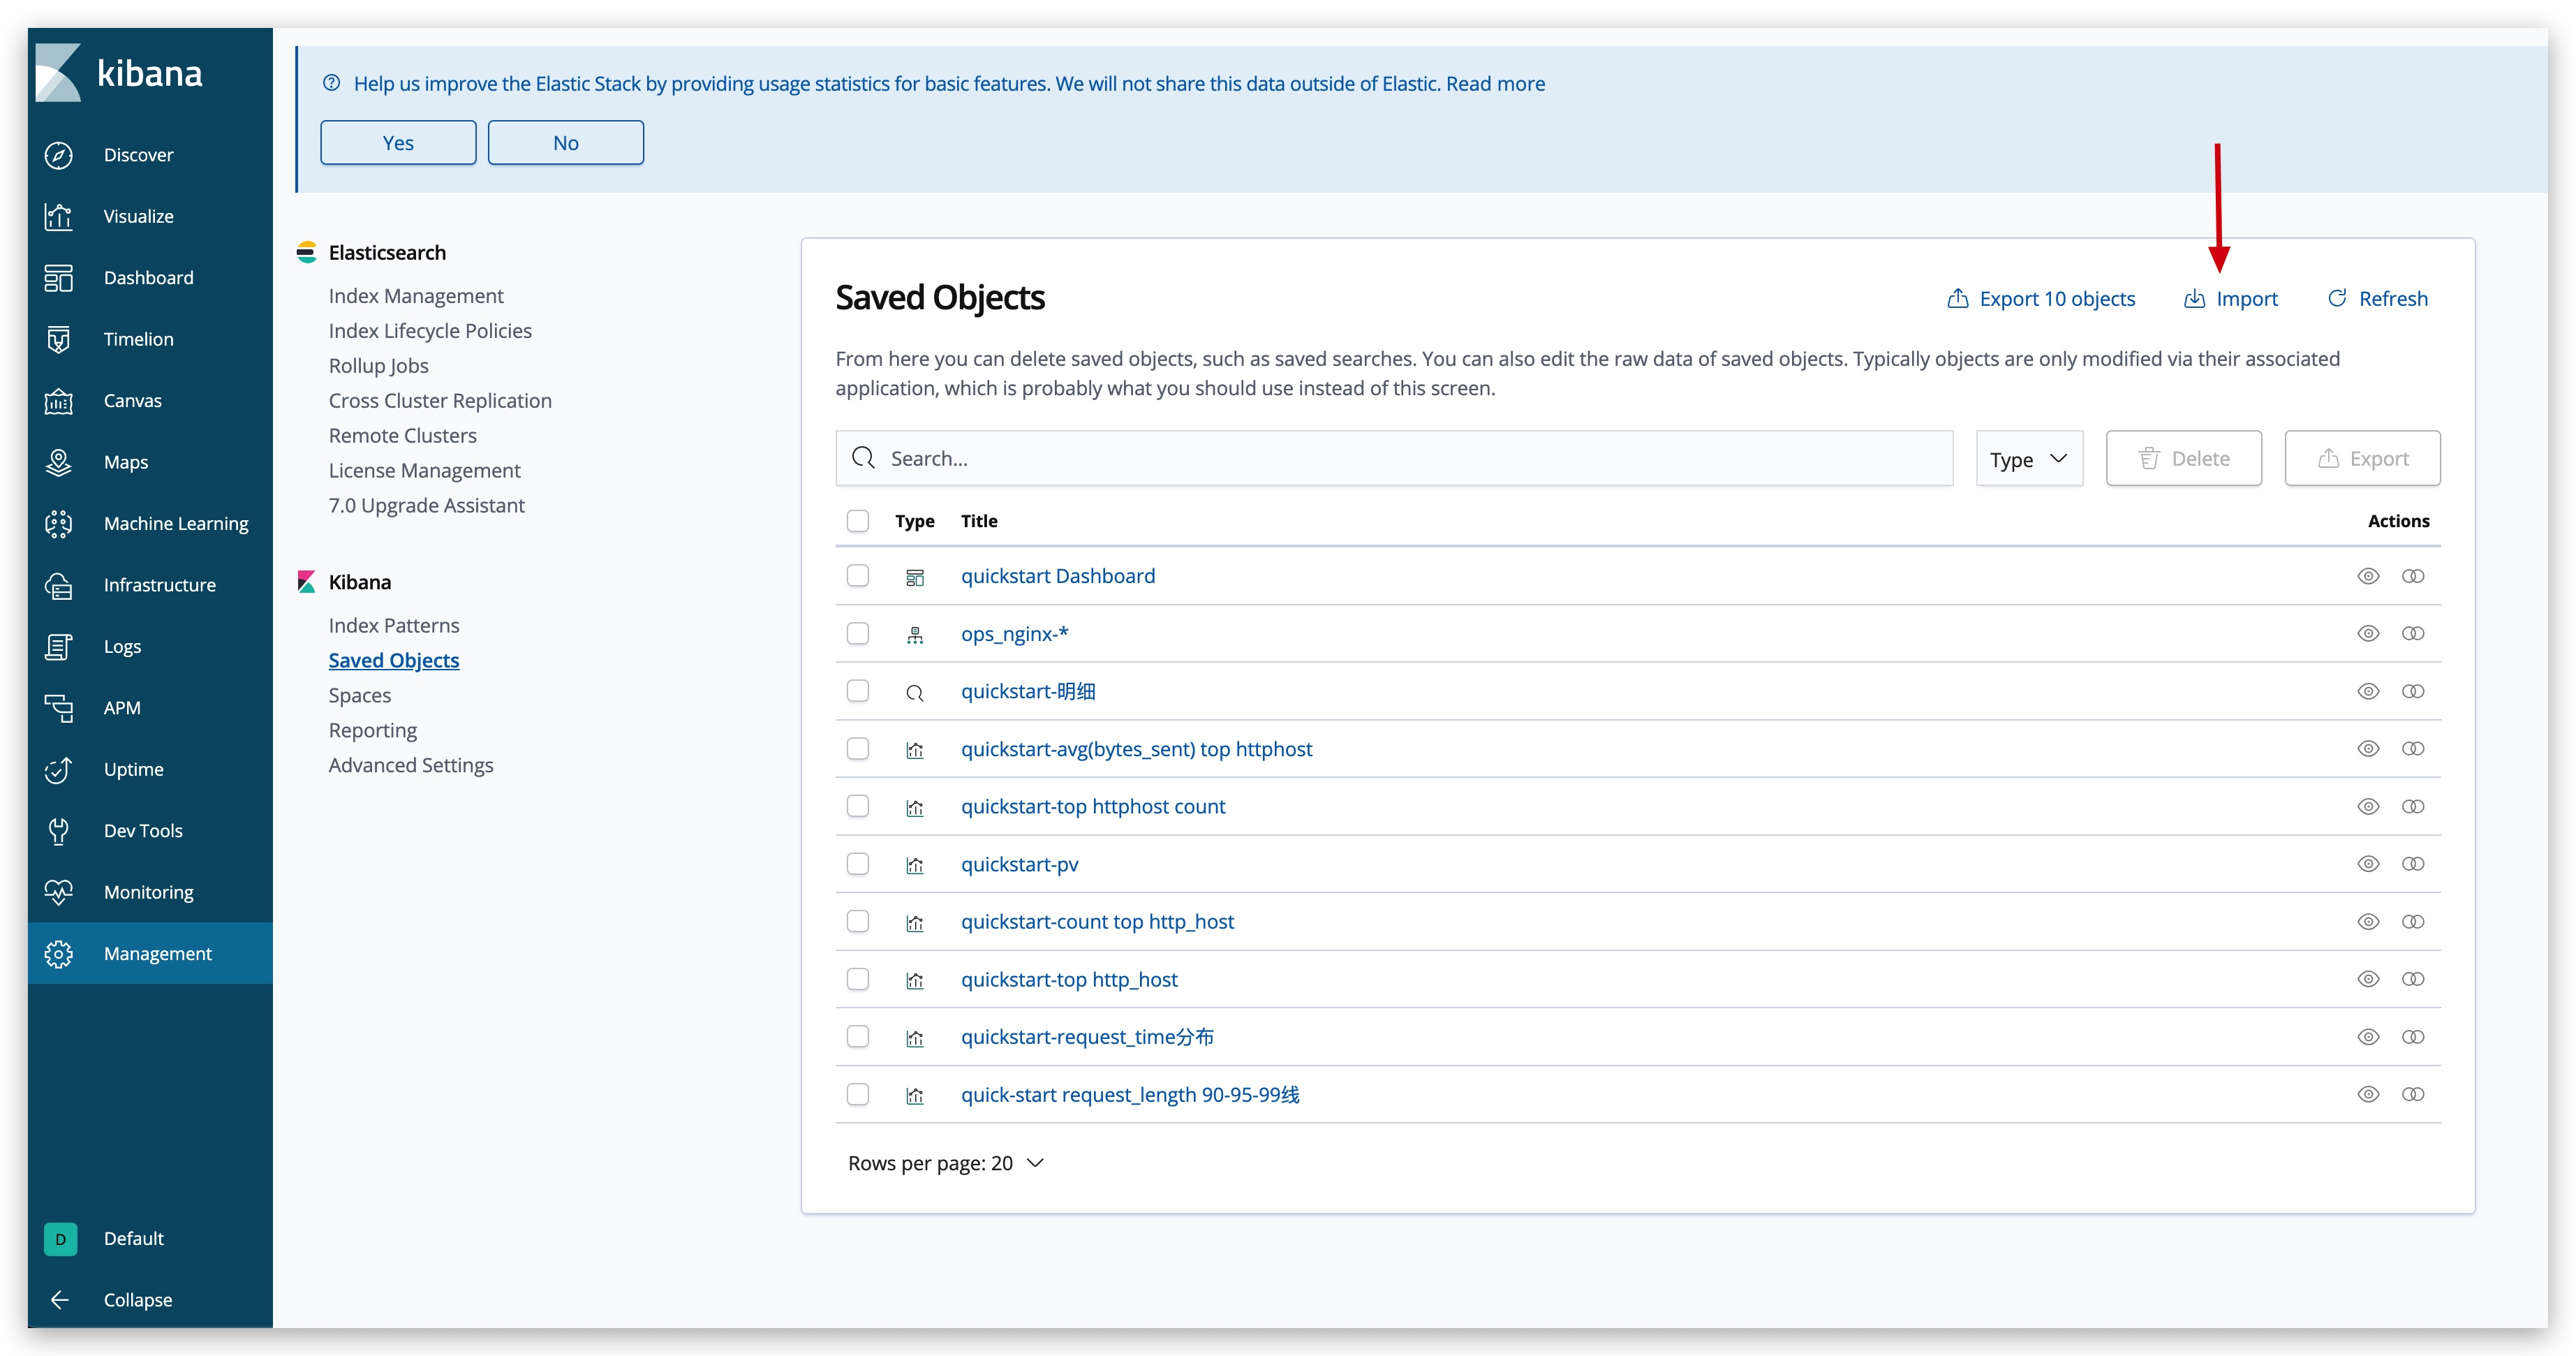 kibana
Discover
Visualize
Dashboard
Timelion
Canvas
Maps
Machine Learning
Infrastructure
Logs
APM
Uptime
Dev Tools
Monitoring
Management
D Default
Collapse
Help us improve the Elastic Stack by providing usage statistics for basic features. We will not share this data outside of Elastic. Read more
Yes No
Elasticsearch
Index Management
Index Lifecycle Policies
Rollup Jobs
Cross Cluster Replication
Remote Clusters
License Management
7.0 Upgrade Assistant
Kibana
Index Patterns
Saved Objects
Spaces
Reporting
Advanced Settings
Saved Objects Export 10 objects Import Refresh
From here you can delete saved objects, such as saved searches. You can also edit the raw data of saved objects. Typically objects are only modified via their associated
application, which is probably what you should use instead of this screen.
Search... Type Delete Export
Type Title Actions
quickstart Dashboard
ops_nginx-*
quickstart-明细
quickstart-avg(bytes_sent) top httphost
quickstart-top httphost count
quickstart-pv
quickstart-count top http_host
quickstart-top http_host
quickstart-request_time分布
quick-start request_length 90-95-99线
Rows per page: 20